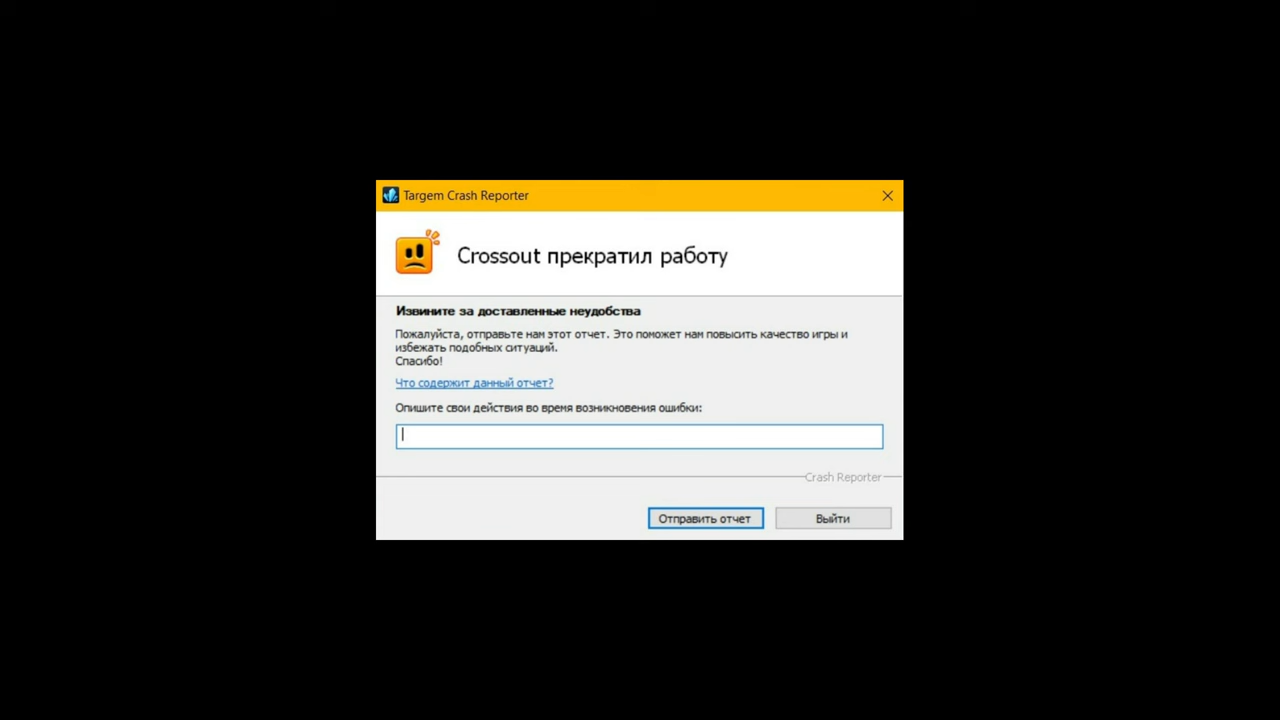 Targem Crash Reporter
Crossout прекратил работу
Извините за доставленные неудобства
Пожалуйста, отправьте нам этот отчет. Это поможет нам повысить качество игры и
избежать подобных ситуаций.
Спасибо!
Что содержит данный отчет?
Опишите свои действия во время возникновения ошибки:
Crash Reporter
Отправить отчет
Выйти